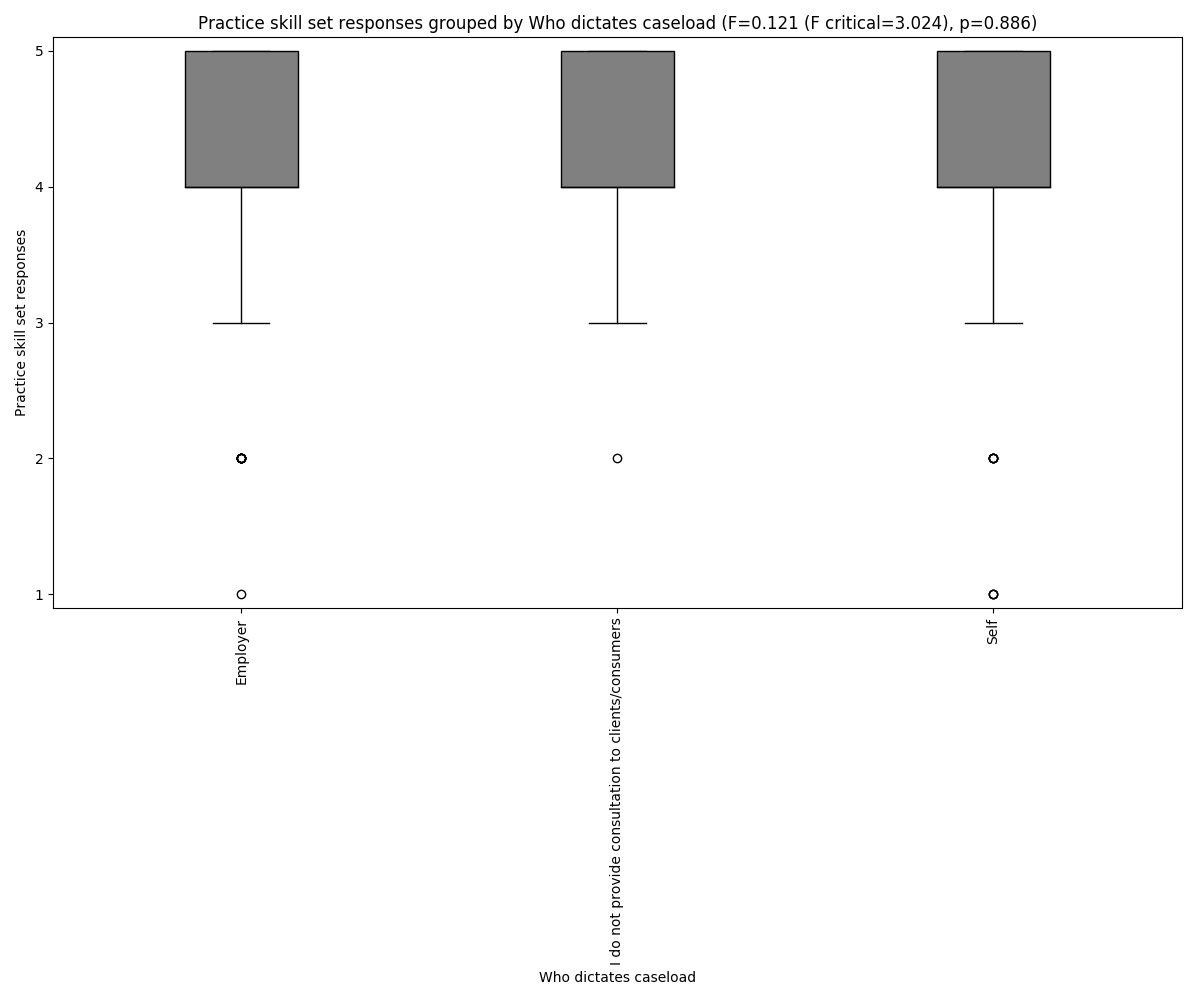 Practice skill set responses grouped by Who dictates caseload (F=0.121 (F critical=3.024), p=0.886)
Practice skill set responses
5
4
3
2
1
Employer
I do not provide consultation to clients/consumers
Self
Who dictates caseload